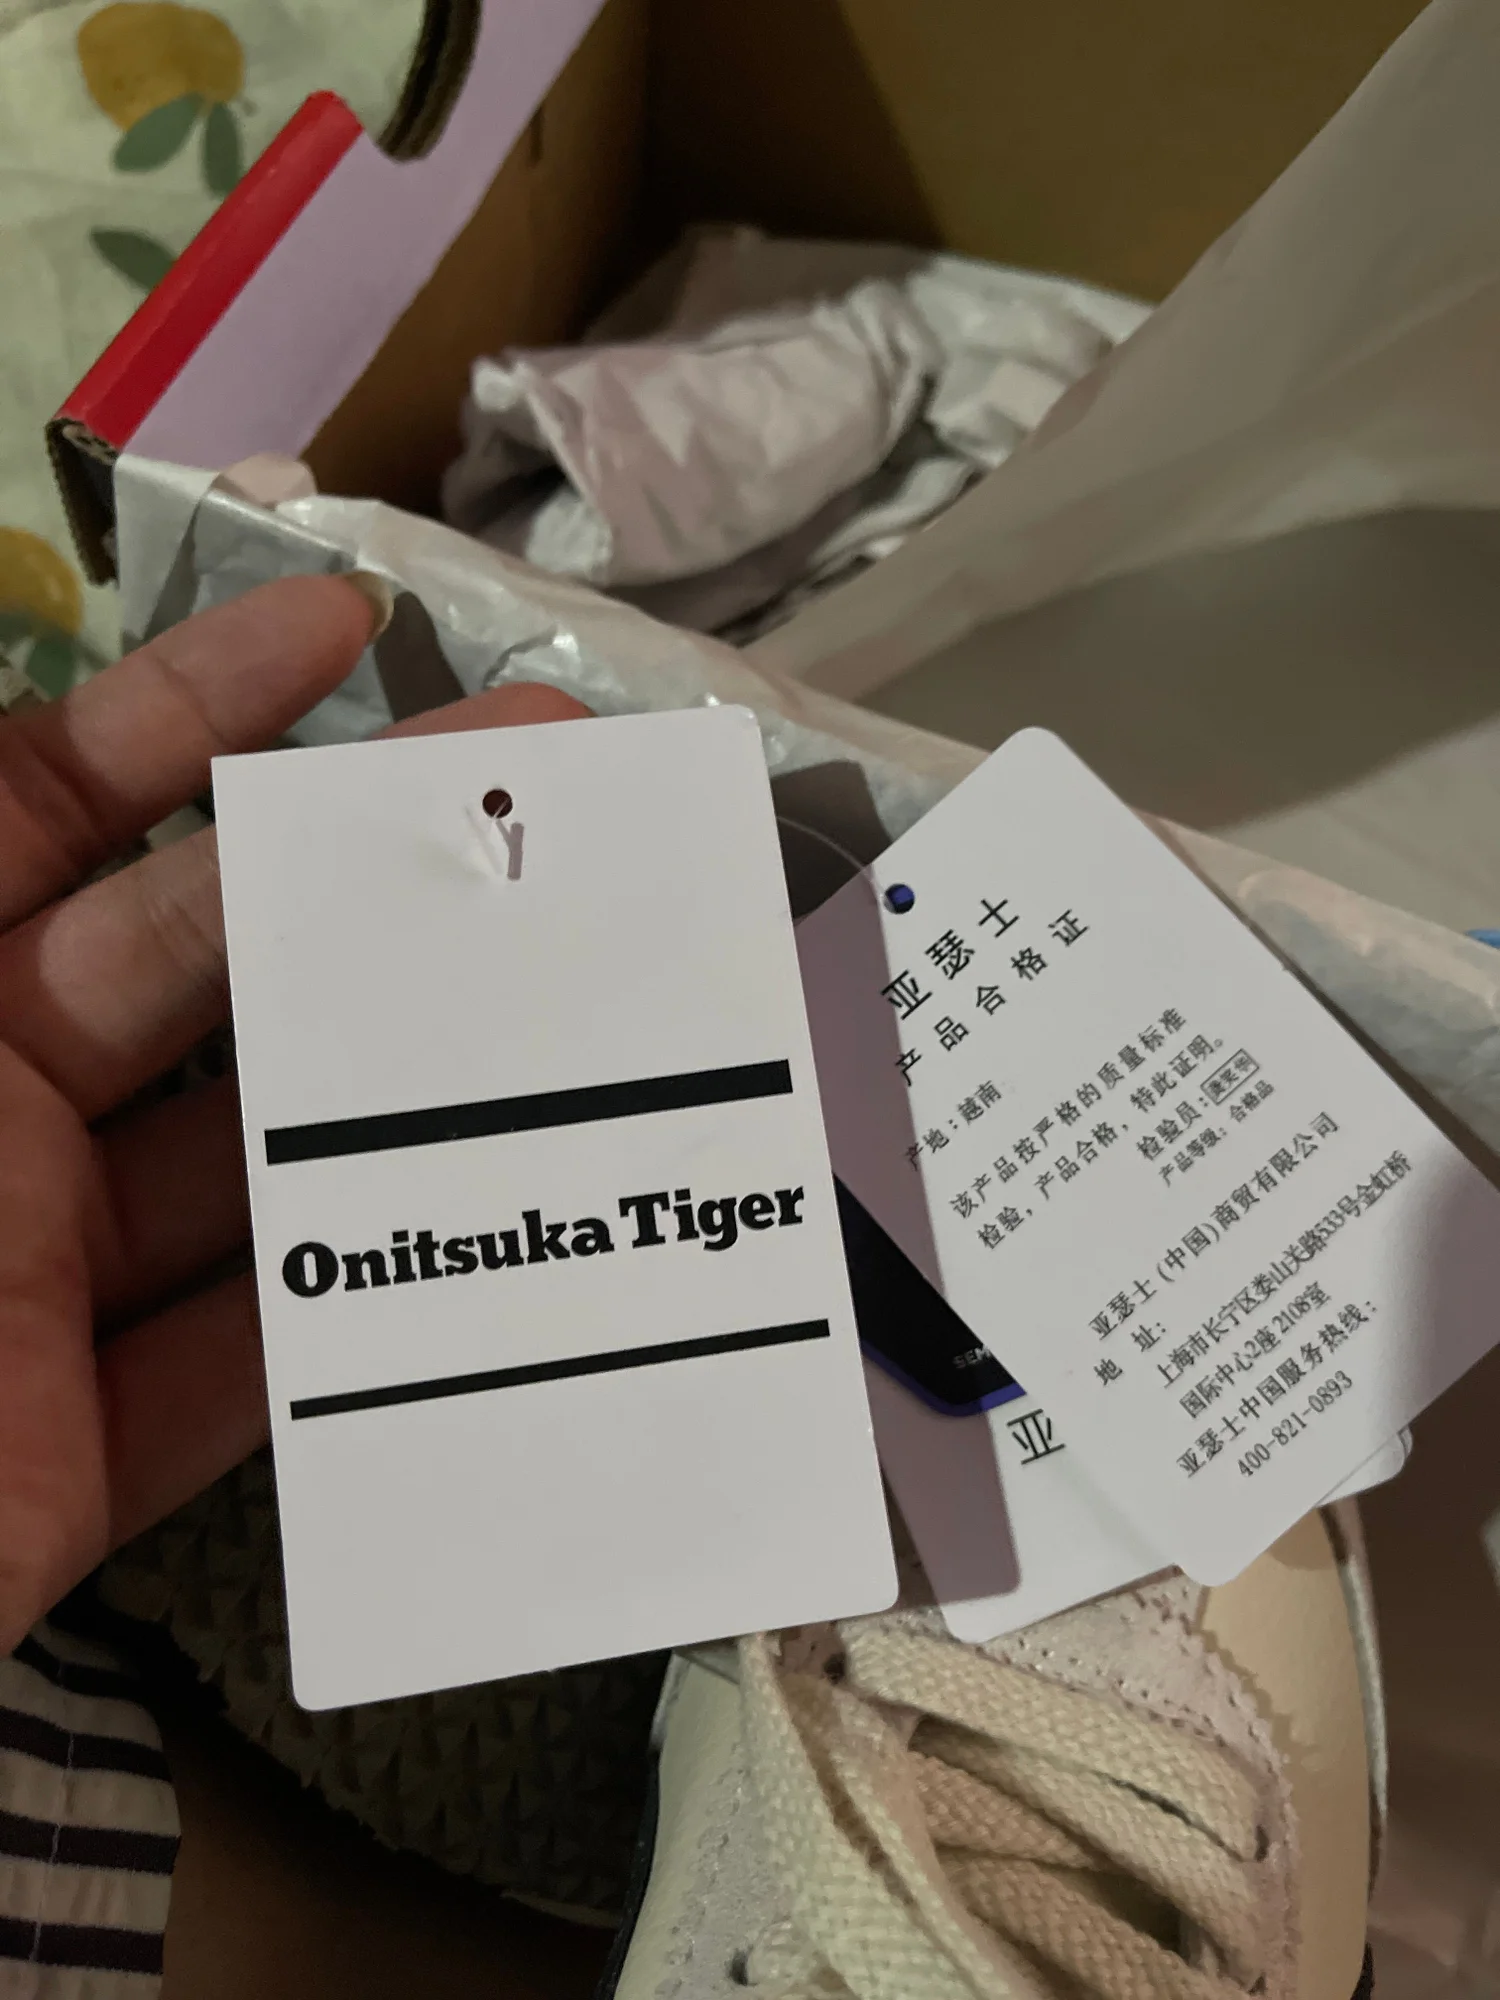 Onitsuka Tiger
亚瑟士
产品合格证
产地：越南
该产品按严格的质量标准
检验，产品合格，特此证明。
检验员：
产品等级：合格品
亚瑟士(中国)商贸有限公司
地 址：
上海市长宁区娄山关路533号金虹桥
国际中心2座2108室
亚瑟士中国服务热线：
400-821-0893
SEM
亚